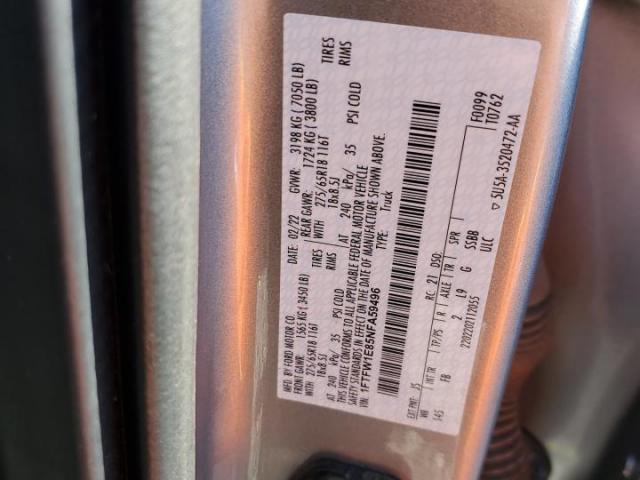 MFD. BY FORD MOTOR CO.
DATE: 02/22 GVWR: 3198 KG ( 7050 LB)
FRONT GAWR: 1565 KG ( 3450 LB) REAR GAWR: 1724 KG ( 3800 LB)
275/65R18 116T TIRES WITH 275/65R18 116T TIRES
18x8.5J RIMS 18x8.5J RIMS
AT 240 kPa/ 35 PSI COLD AT 240 kPa/ 35 PSI COLD
THIS VEHICLE CONFORMS TO ALL APPLICABLE FEDERAL MOTOR VEHICLE
SAFETY STANDARDS IN EFFECT ON THE DATE OF MANUFACTURE SHOWN ABOVE.
1FTFW1E85NFA59496 TYPE: Truck
F0099
T0762
EXT PNT: JS RC: 21 DSO:
WB INT TR TP/PS R AXLE TR SPR
145 FB 2 L9 G SSBB
2202202112055 ULC
5U5A-3520472-AA